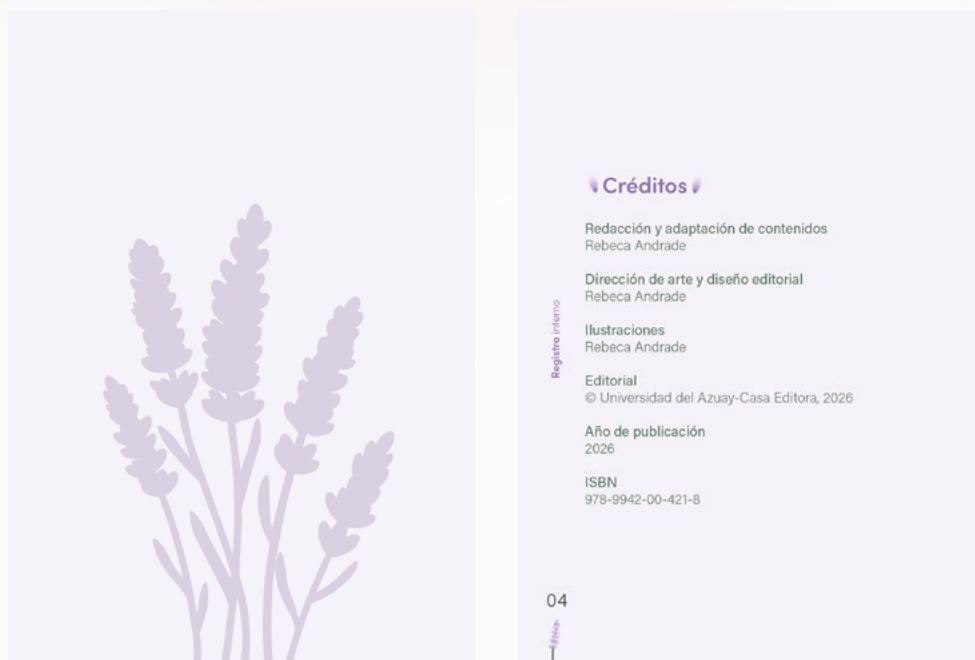 Créditos
Redacción y adaptación de contenidos
Rebeca Andrade
Dirección de arte y diseño editorial
Rebeca Andrade
Ilustraciones
Rebeca Andrade
Editorial
© Universidad del Azuay-Casa Editora, 2026
Año de publicación
2026
ISBN
978-9942-00-421-8
Registro interno
04